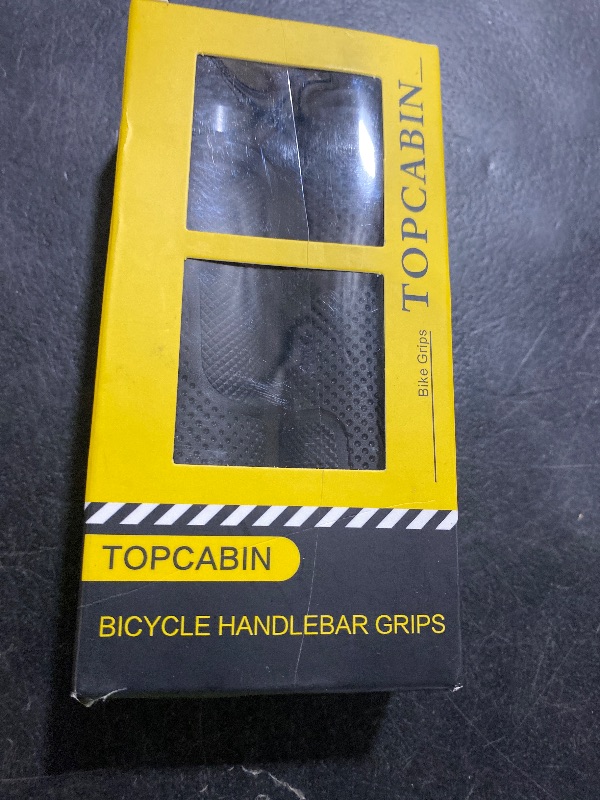 TOPCABIN
Bike Grips
TOPCABIN
BICYCLE HANDLEBAR GRIPS